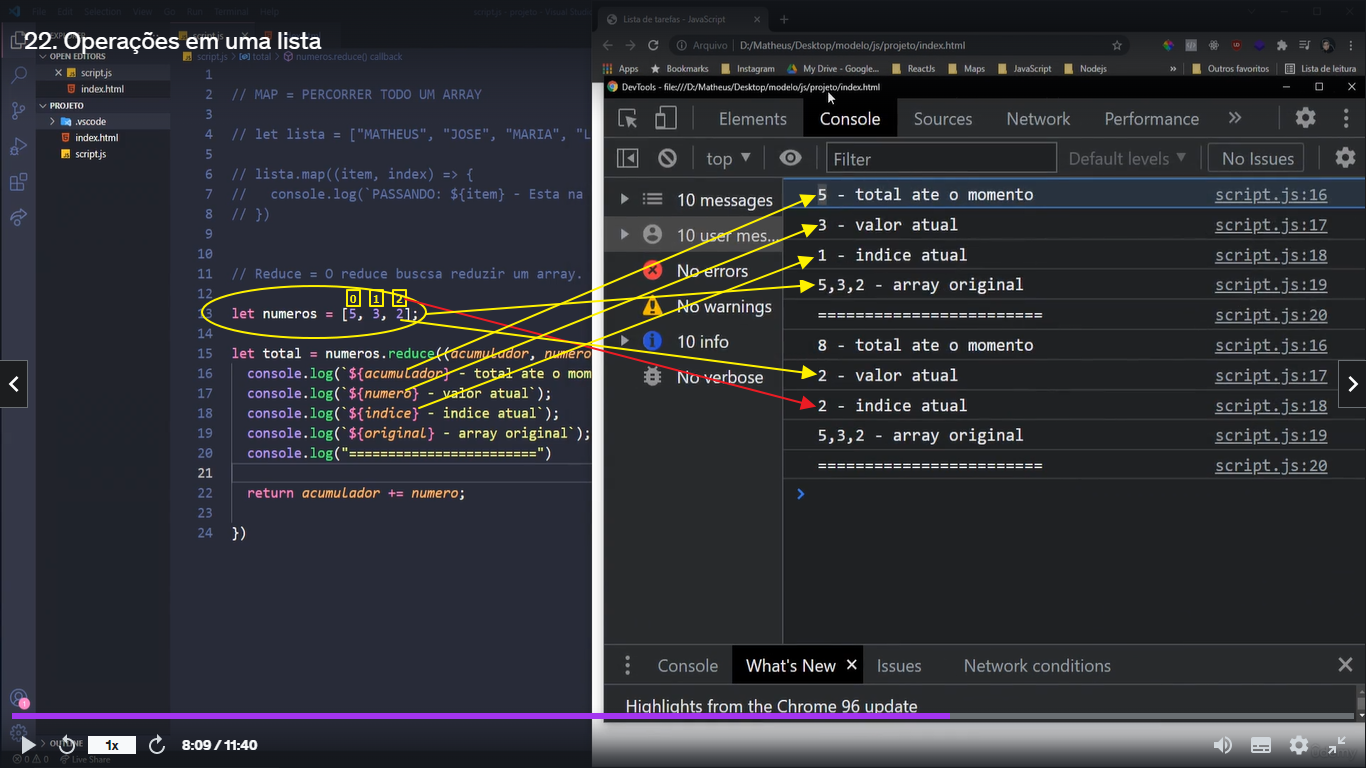 File Edit Selection View Go Run Terminal Help
script.js - projeto - Visual Studio
22. Operações em uma lista
script.js > [⊘] total > numeros.reduce() callback
OPEN EDITORS
script.js
index.html
PROJETO
.vscode
index.html
script.js
1
2 // MAP = PERCORRER TODO UM ARRAY
3
4 // let lista = ["MATHEUS", "JOSE", "MARIA", "L
5
6 // lista.map((item, index) => {
7 // console.log(`PASSANDO: ${item} - Esta na
8 // })
9
10
11 // Reduce = O reduce buscsa reduzir um array.
12
0 1 2
13 let numeros = [5, 3, 2];
14
15 let total = numeros.reduce((acumulador, numero
16 console.log(`${acumulador} - total ate o mom
17 console.log(`${numero} - valor atual`);
18 console.log(`${indice} - indice atual`);
19 console.log(`${original} - array original`);
20 console.log("========================")
21
22 return acumulador += numero;
23
24 })
OUTLINE
0 0 Live Share
1
Lista de tarefas - JavaScript
Arquivo | D:/Matheus/Desktop/modelo/js/projeto/index.html
Apps Bookmarks Instagram My Drive - Google... ReactJs Maps JavaScript Nodejs » Outros favoritos Lista de leitura
DevTools - file:///D:/Matheus/Desktop/modelo/js/projeto/index.html
Elements Console Sources Network Performance »
top ▼ Filter Default levels ▼ No Issues
10 messages
10 user mes...
No errors
No warnings
10 info
No verbose
5 - total ate o momento script.js:16
3 - valor atual script.js:17
1 - indice atual script.js:18
5,3,2 - array original script.js:19
======================== script.js:20
8 - total ate o momento script.js:16
2 - valor atual script.js:17
2 - indice atual script.js:18
5,3,2 - array original script.js:19
======================== script.js:20
Console What's New × Issues Network conditions
Highlights from the Chrome 96 update
1x 8:09 / 11:40